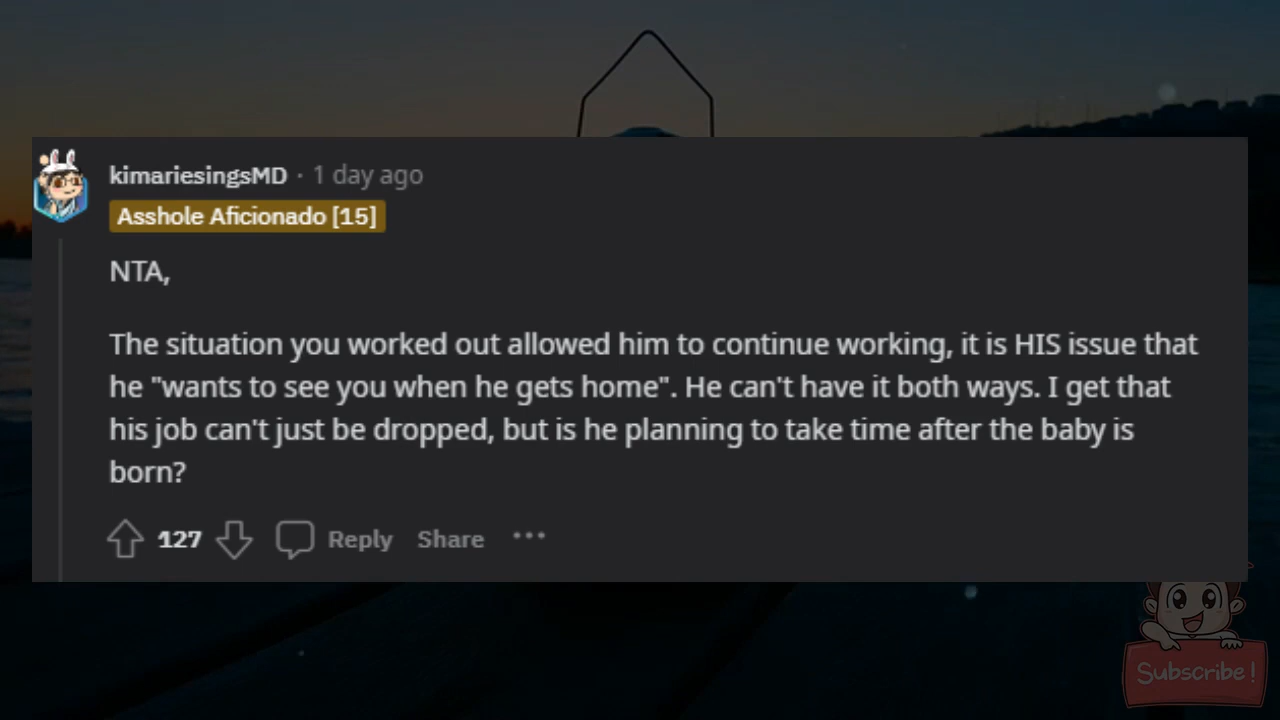 kimariesingsMD · 1 day ago
Asshole Aficionado [15]
NTA,
The situation you worked out allowed him to continue working, it is HIS issue that
he "wants to see you when he gets home". He can't have it both ways. I get that
his job can't just be dropped, but is he planning to take time after the baby is
born?
127 Reply Share ...
Subscribe!